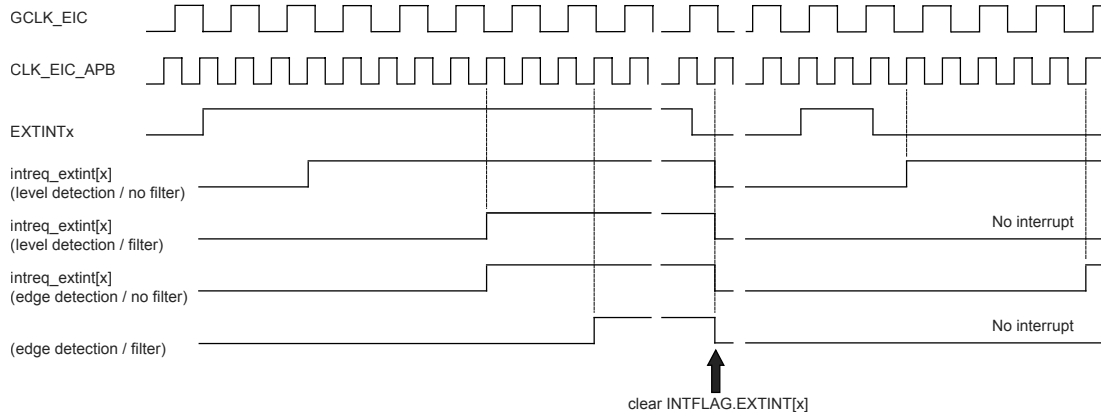 GCLK_EIC
CLK_EIC_APB
EXTINTx
intreq_extint[x]
(level detection / no filter)
intreq_extint[x]
(level detection / filter)
No interrupt
intreq_extint[x]
(edge detection / no filter)
(edge detection / filter)
No interrupt
clear INTFLAG.EXTINT[x]